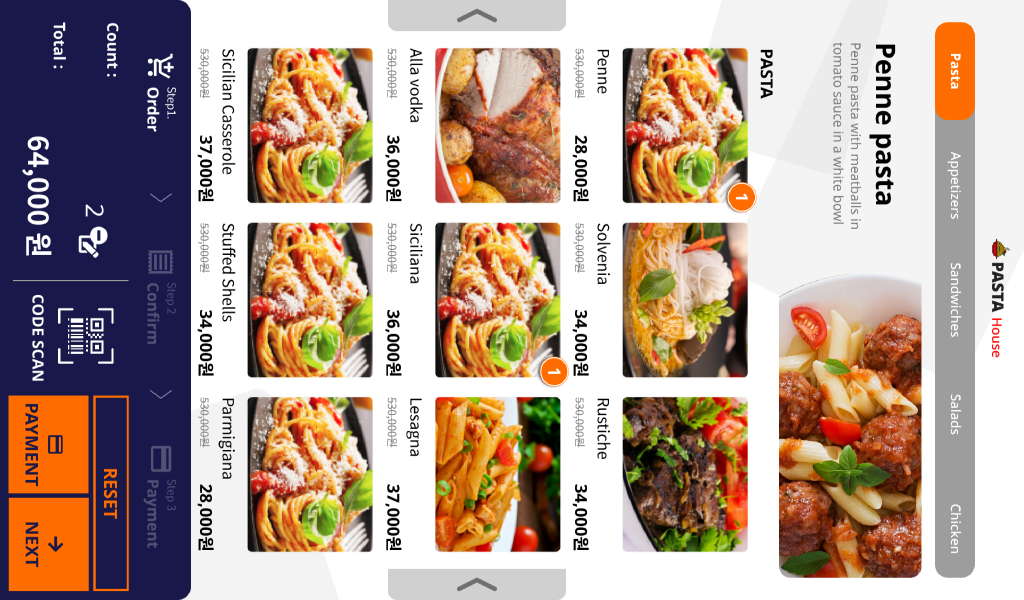 PASTA House
Pasta
Appetizers
Sandwiches
Salads
Chicken
Penne pasta
Penne pasta with meatballs in
tomato sauce in a white bowl
PASTA
1
Penne
530,000원
28,000원
Solvenia
530,000원
34,000원
Rustiche
530,000원
34,000원
1
Alla vodka
530,000원
36,000원
Siciliana
530,000원
36,000원
Lesagna
530,000원
37,000원
Sicilian Casserole
530,000원
37,000원
Stuffed Shells
530,000원
34,000원
Parmigiana
530,000원
28,000원
Step1.
Order
Step 2
Confirm
Step 3
Payment
Count :
2
Total :
64,000 원
CODE SCAN
RESET
PAYMENT
NEXT